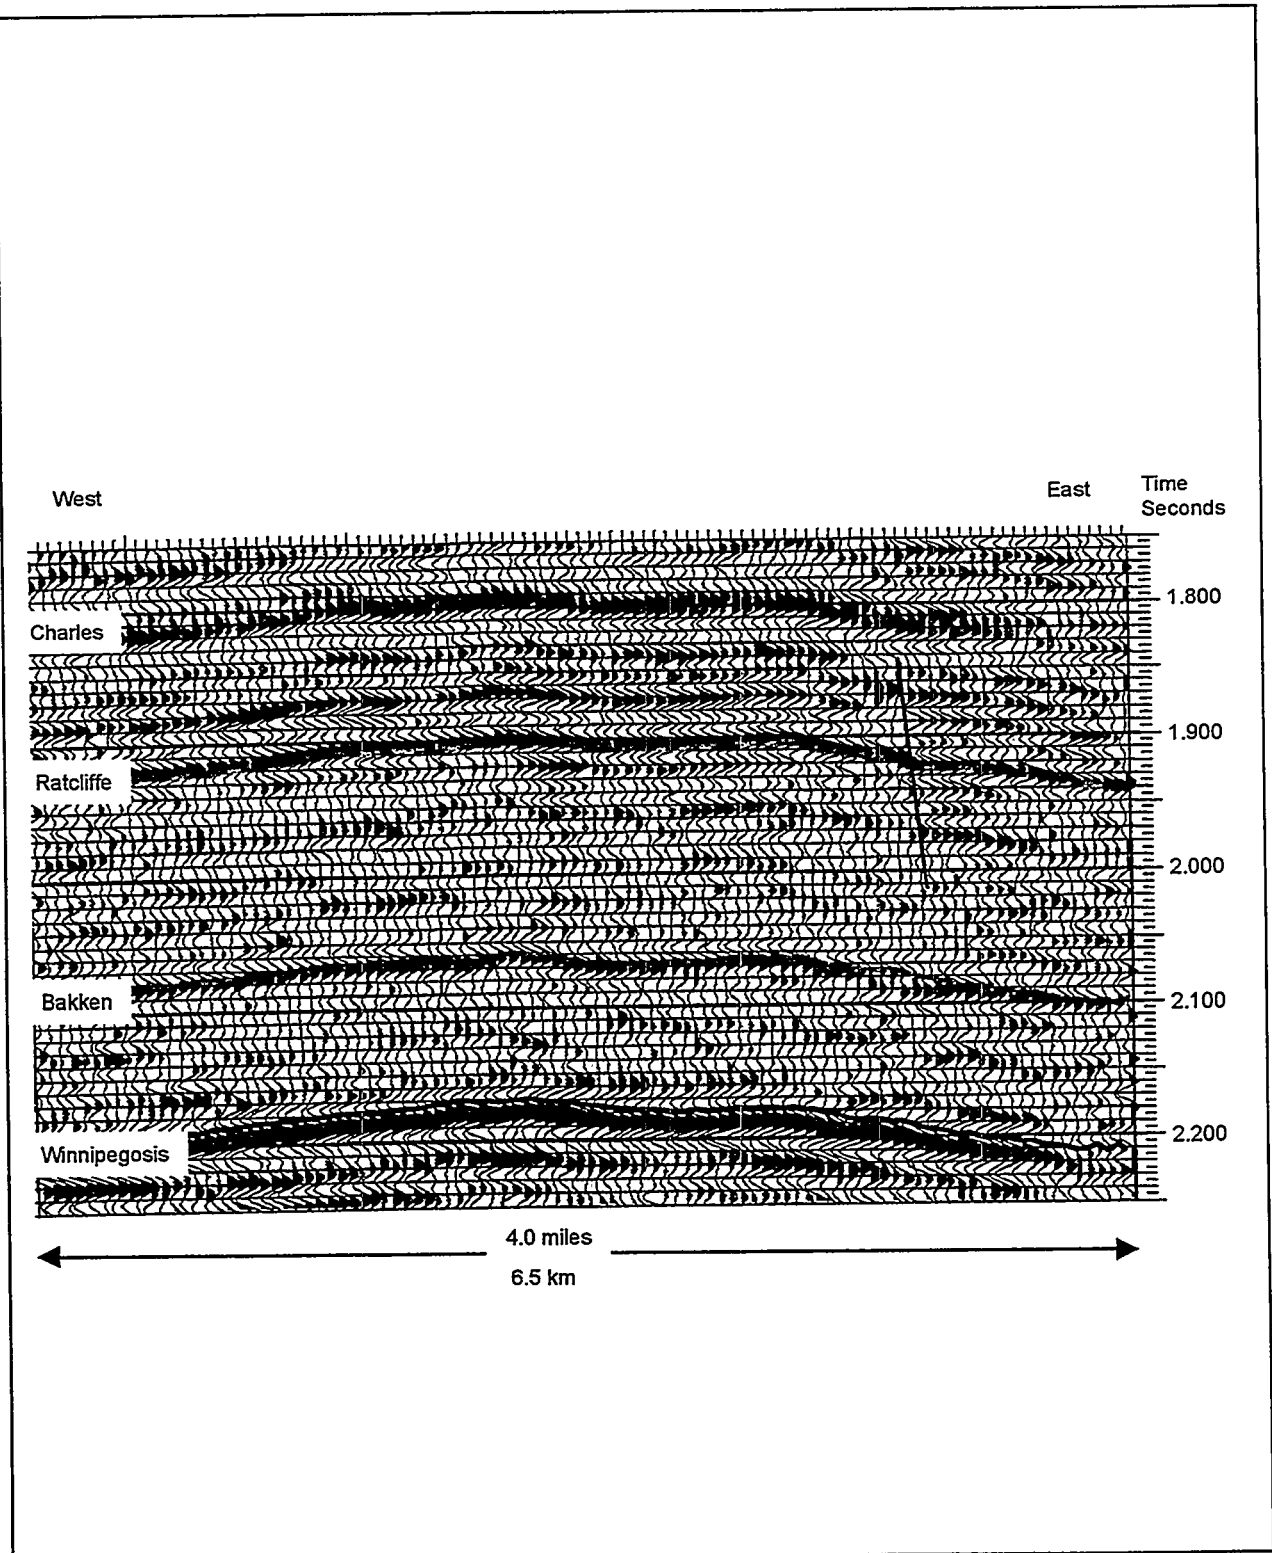 West
East
Time
Seconds
1.800
Charles
1.900
Ratcliffe
2.000
Bakken
2.100
2.200
Winnipegosis
4.0 miles
6.5 km